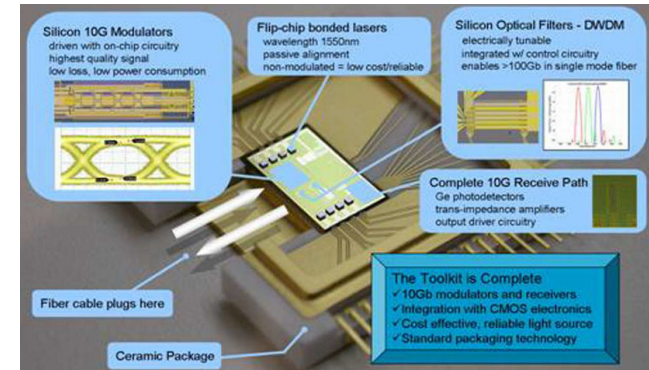 Silicon 10G Modulators
driven with on-chip circuitry
highest quality signal
low loss, low power consumption
Flip-chip bonded lasers
wavelength 1550nm
passive alignment
non-modulated = low cost/reliable
Silicon Optical Filters - DWDM
electrically tunable
integrated w/ control circuitry
enables >100Gb in single mode fiber
Complete 10G Receive Path
Ge photodetectors
trans-impedance amplifiers
output driver circuitry
Fiber cable plugs here
Ceramic Package
The Toolkit is Complete
✓10Gb modulators and receivers
✓Integration with CMOS electronics
✓Cost effective, reliable light source
✓Standard packaging technology